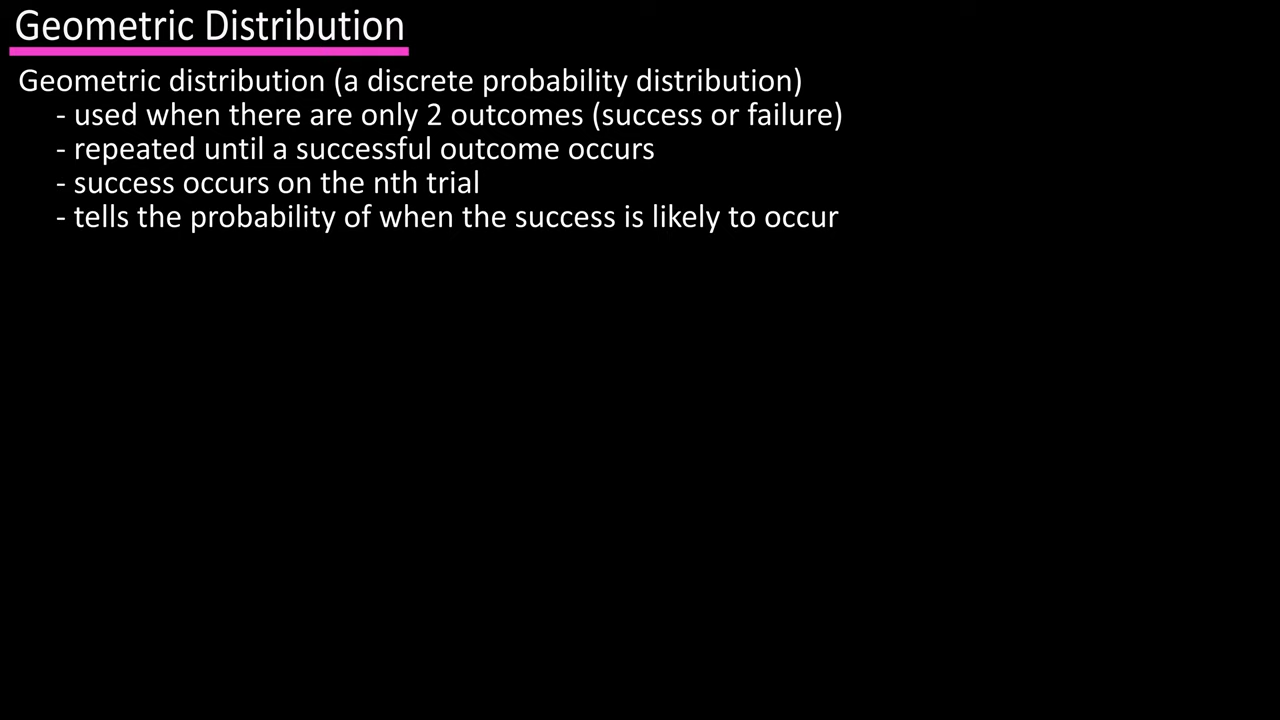 Geometric Distribution
Geometric distribution (a discrete probability distribution)
- used when there are only 2 outcomes (success or failure)
- repeated until a successful outcome occurs
- success occurs on the nth trial
- tells the probability of when the success is likely to occur